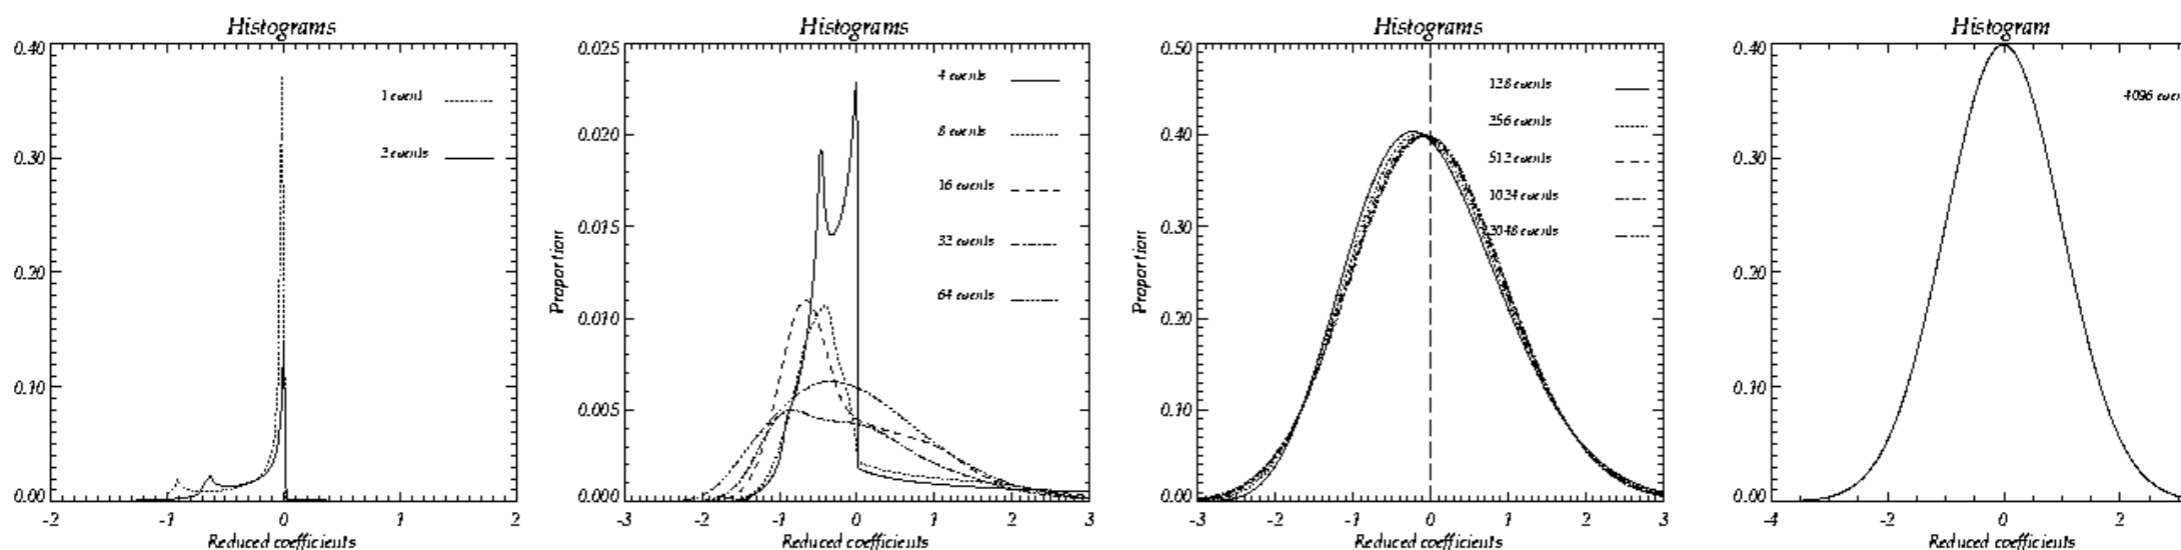 Histograms
0.40
0.30
0.20
0.10
0.00
-2 -1 0 1 2
Reduced coefficients
1 event
2 events
Histograms
0.025
0.020
0.015
0.010
0.005
0.000
Proportion
-3 -2 -1 0 1 2 3
Reduced coefficients
4 events
8 events
16 events
32 events
64 events
Histograms
0.50
0.40
0.30
0.20
0.10
0.00
Proportion
-3 -2 -1 0 1 2 3
Reduced coefficients
128 events
256 events
512 events
1024 events
2048 events
Histogram
0.40
0.30
0.20
0.10
0.00
-4 -2 0 2
Reduced coefficients
4096